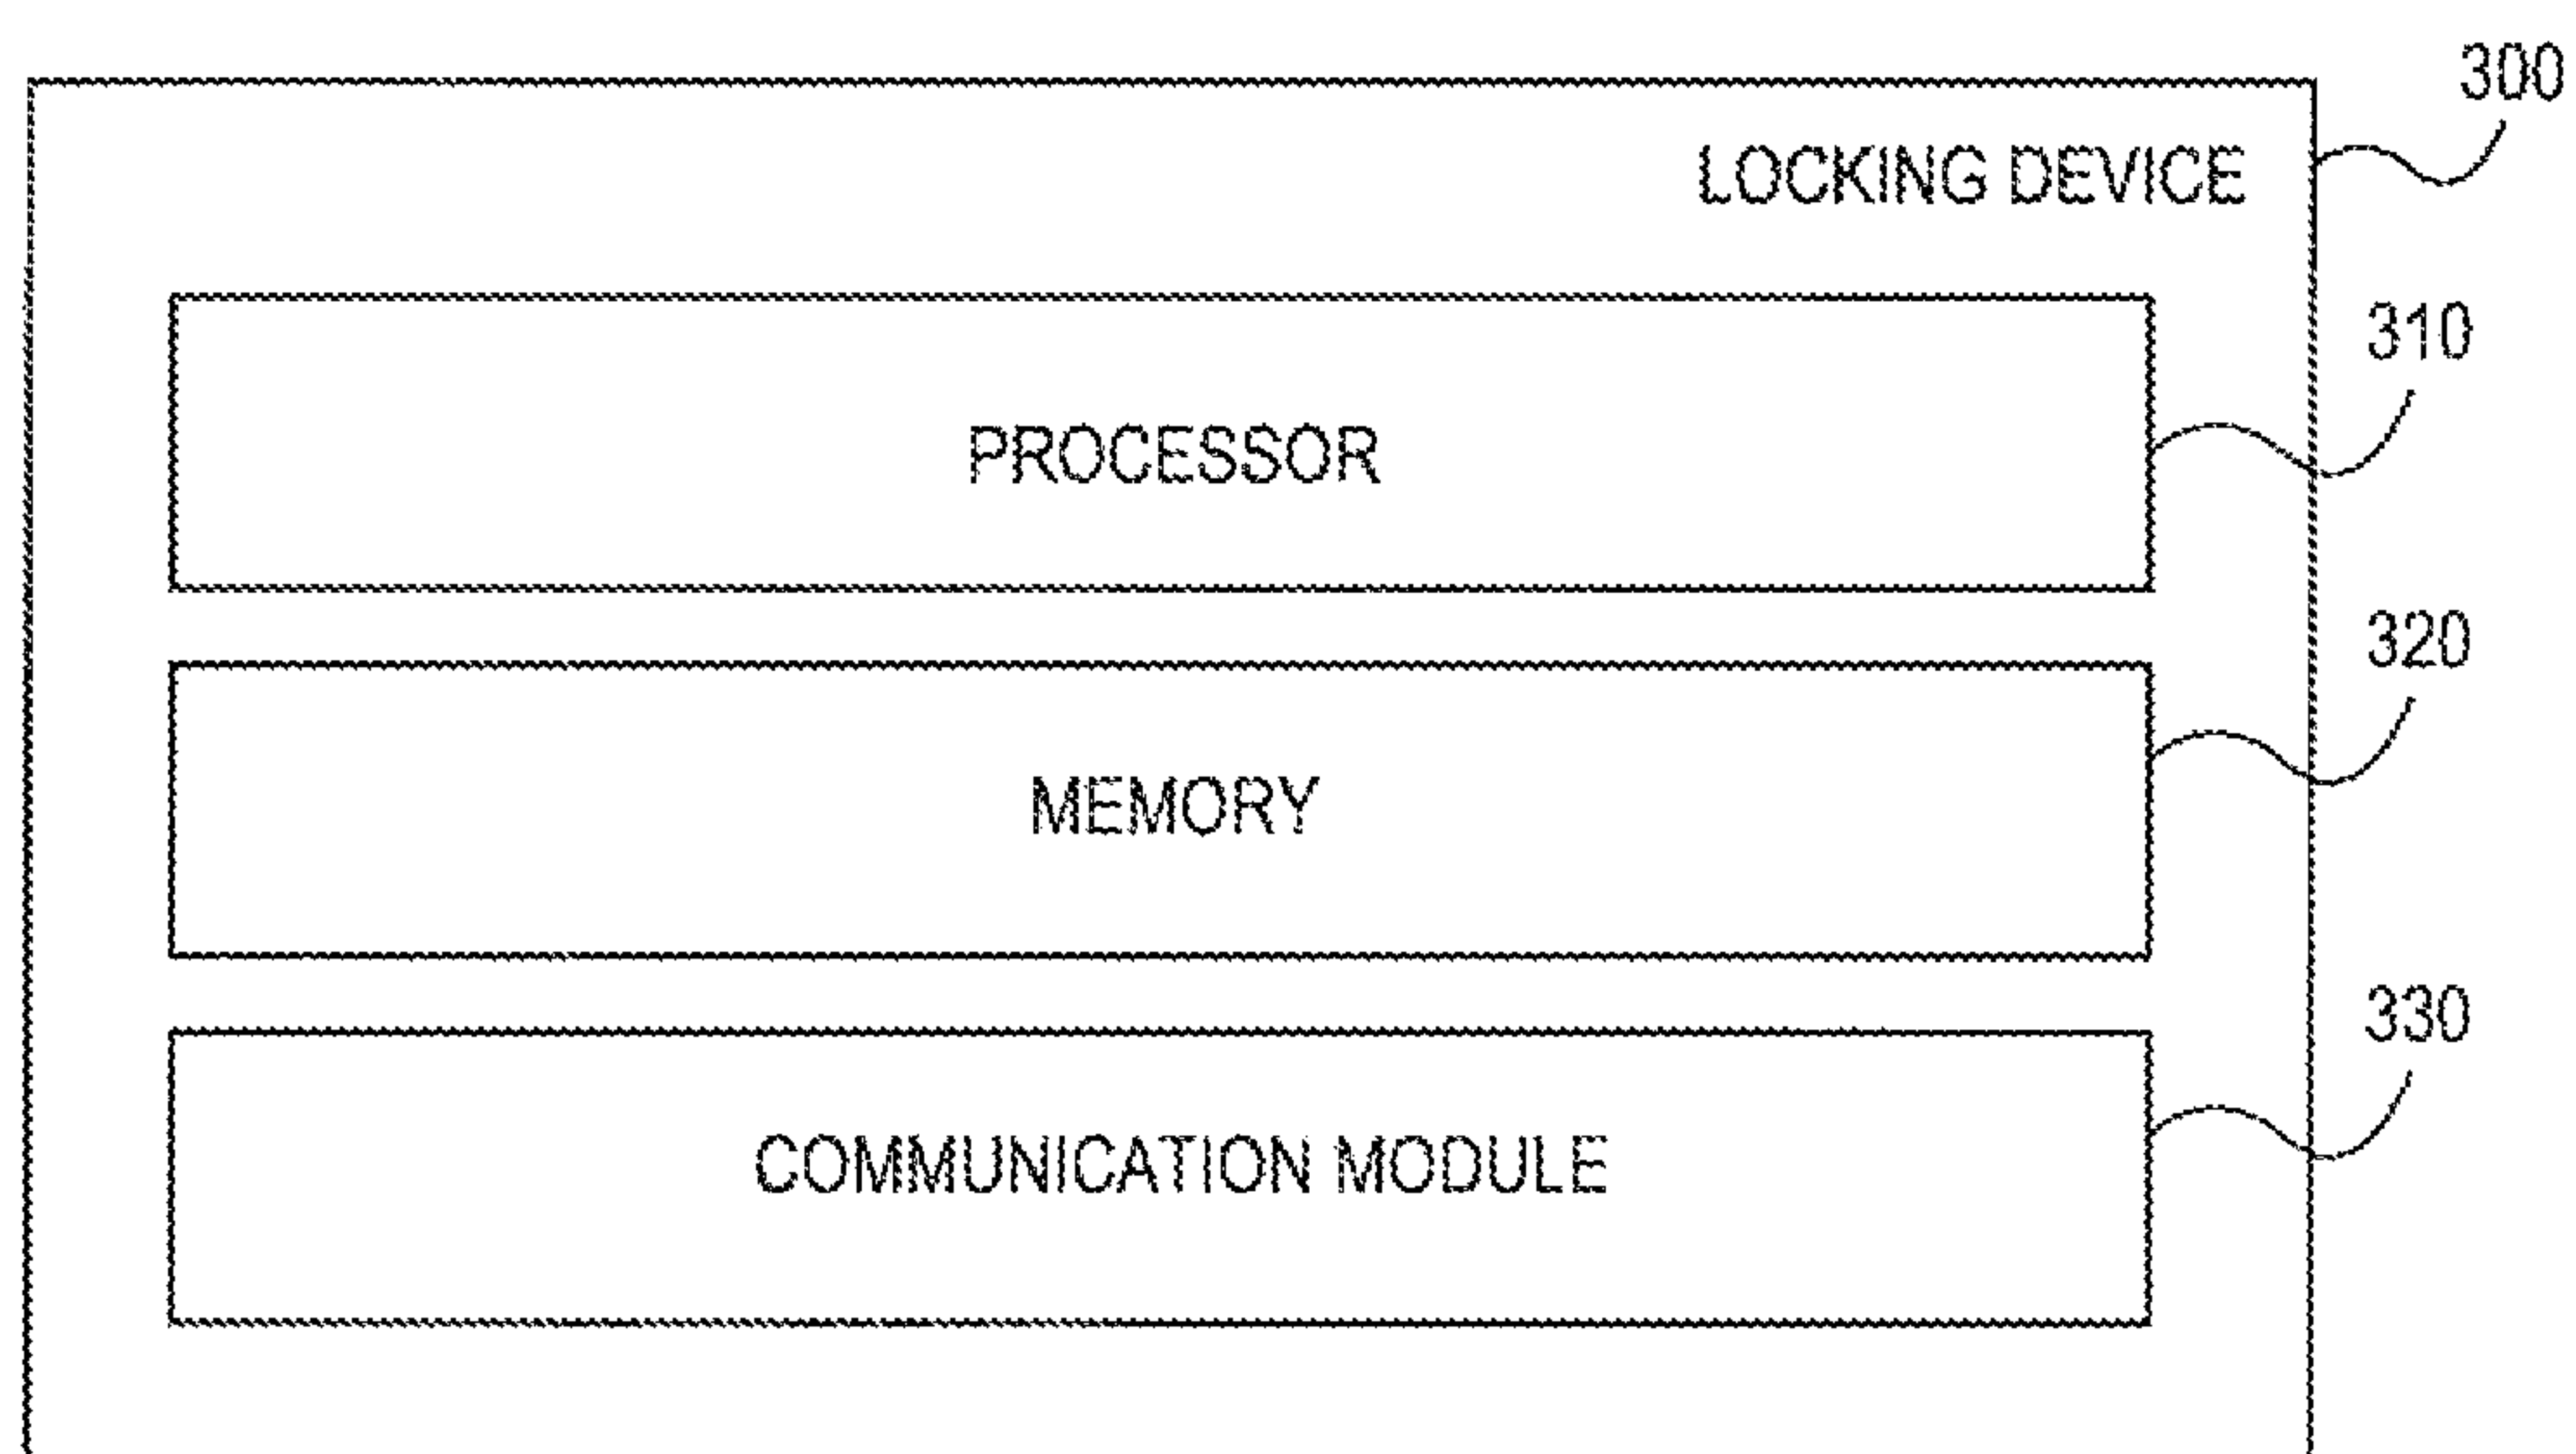 300
LOCKING DEVICE
310
PROCESSOR
320
MEMORY
330
COMMUNICATION MODULE